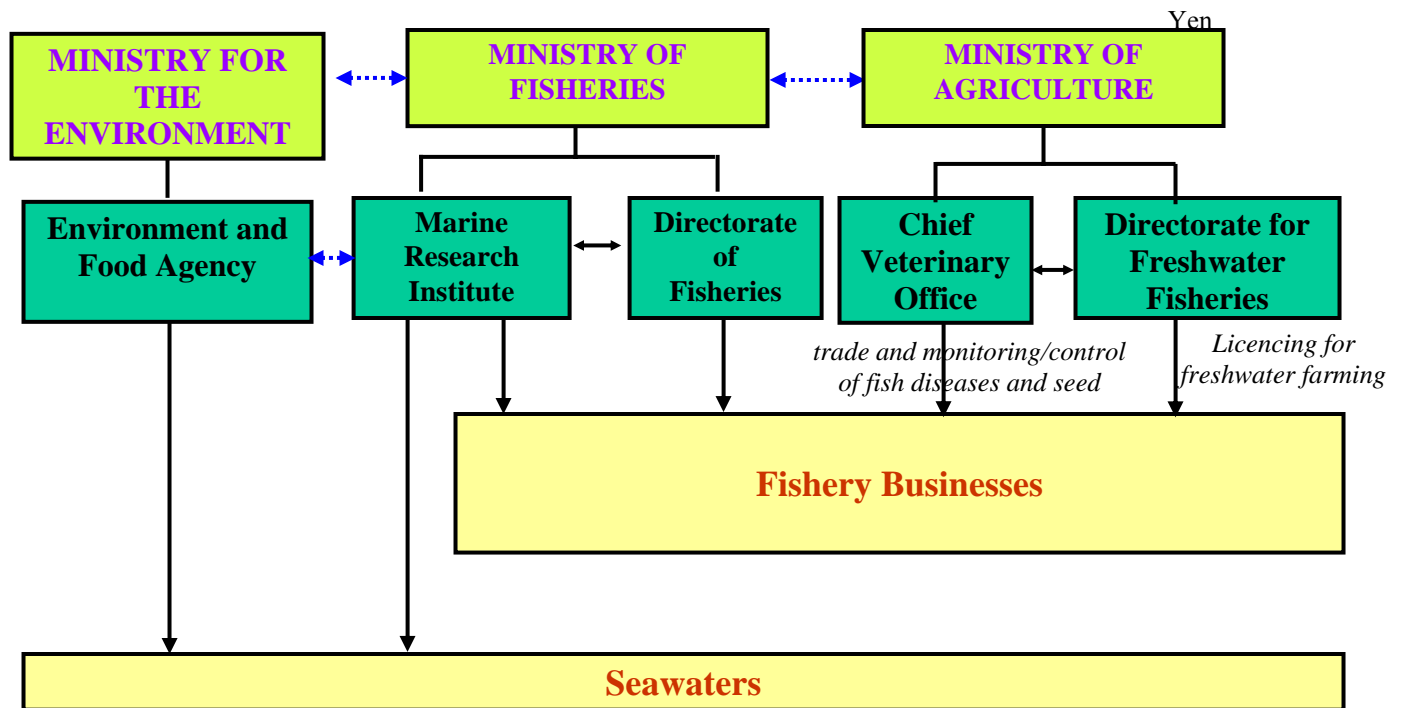 Yen
MINISTRY FOR
THE
ENVIRONMENT
MINISTRY OF
FISHERIES
MINISTRY OF
AGRICULTURE
Environment and
Food Agency
Marine
Research
Institute
Directorate
of
Fisheries
Chief
Veterinary
Office
Directorate for
Freshwater
Fisheries
trade and monitoring/control
of fish diseases and seed
Licencing for
freshwater farming
Fishery Businesses
Seawaters